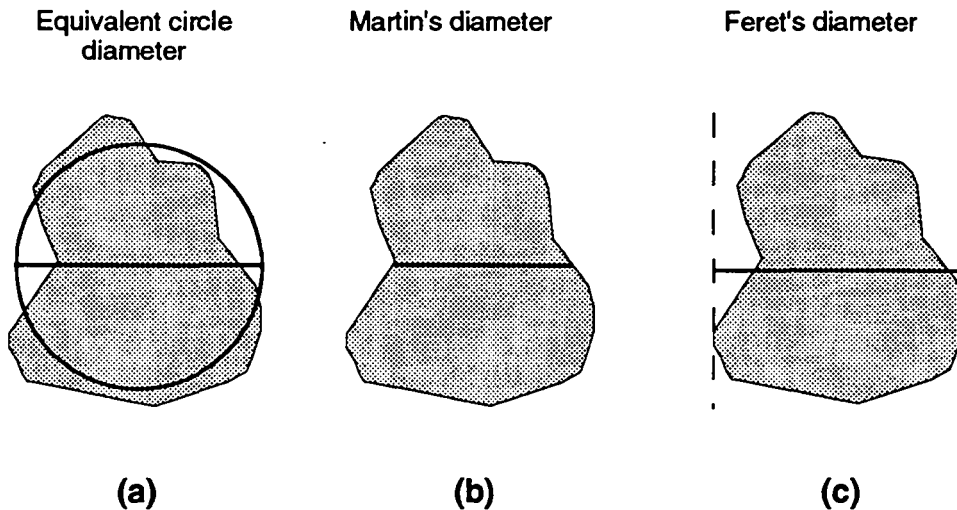 Equivalent circle
diameter
Martin's diameter
Feret's diameter
(a)
(b)
(c)